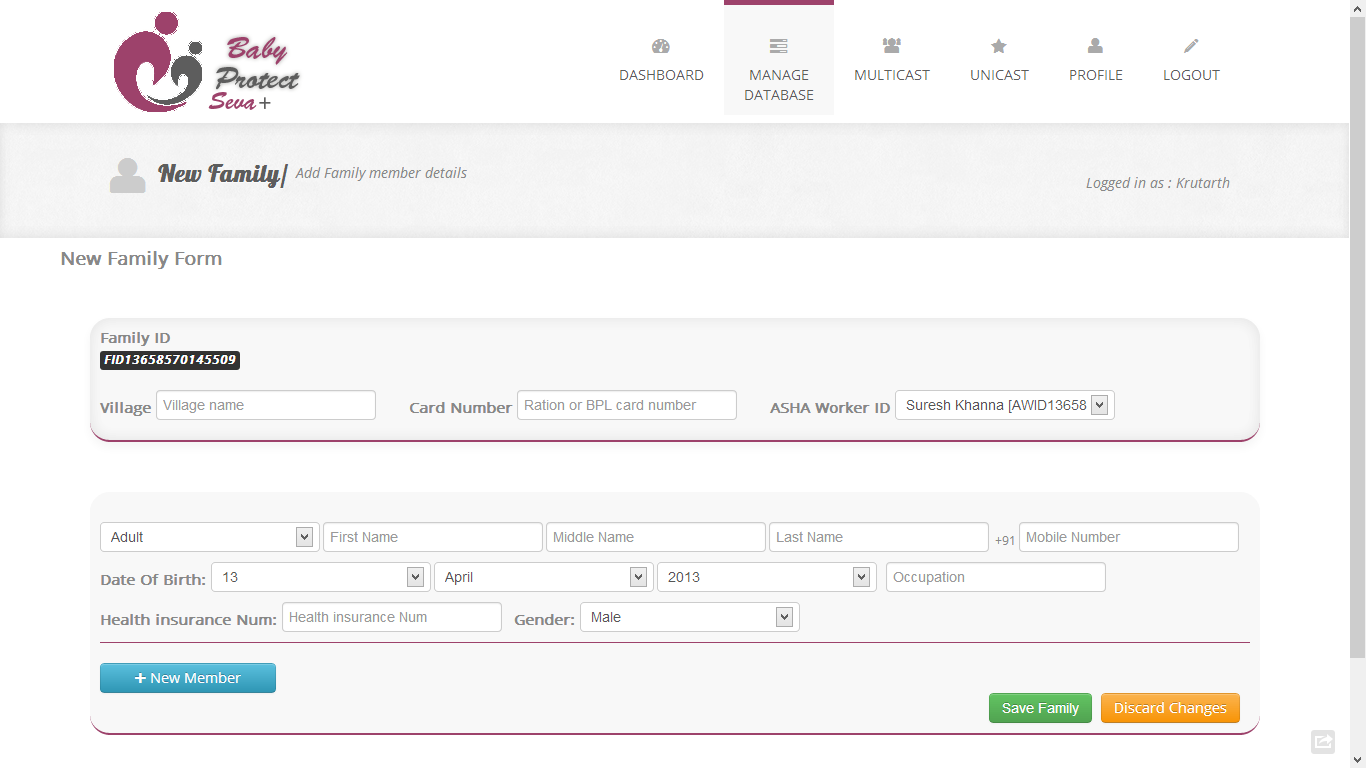 Baby
Protect
Seva+
DASHBOARD
MANAGE
DATABASE
MULTICAST
UNICAST
PROFILE
LOGOUT
New Family/ Add Family member details
Logged in as : Krutarth
New Family Form
Family ID
FID13658570145509
Village Village name Card Number Ration or BPL card number ASHA Worker ID Suresh Khanna [AWID13658
Adult First Name Middle Name Last Name +91 Mobile Number
Date Of Birth: 13 April 2013 Occupation
Health insurance Num: Health insurance Num Gender: Male
+ New Member
Save Family Discard Changes